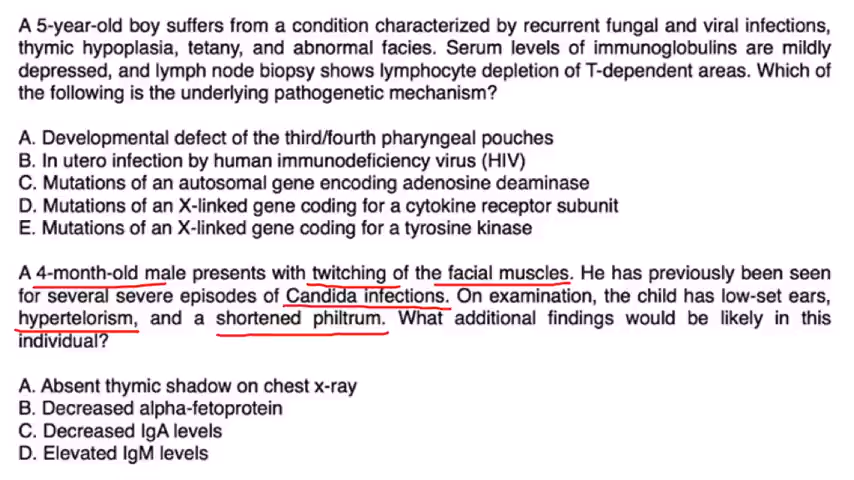 A 5-year-old boy suffers from a condition characterized by recurrent fungal and viral infections,
thymic hypoplasia, tetany, and abnormal facies. Serum levels of immunoglobulins are mildly
depressed, and lymph node biopsy shows lymphocyte depletion of T-dependent areas. Which of
the following is the underlying pathogenetic mechanism?
A. Developmental defect of the third/fourth pharyngeal pouches
B. In utero infection by human immunodeficiency virus (HIV)
C. Mutations of an autosomal gene encoding adenosine deaminase
D. Mutations of an X-linked gene coding for a cytokine receptor subunit
E. Mutations of an X-linked gene coding for a tyrosine kinase
A 4-month-old male presents with twitching of the facial muscles. He has previously been seen
for several severe episodes of Candida infections. On examination, the child has low-set ears,
hypertelorism, and a shortened philtrum. What additional findings would be likely in this
individual?
A. Absent thymic shadow on chest x-ray
B. Decreased alpha-fetoprotein
C. Decreased IgA levels
D. Elevated IgM levels